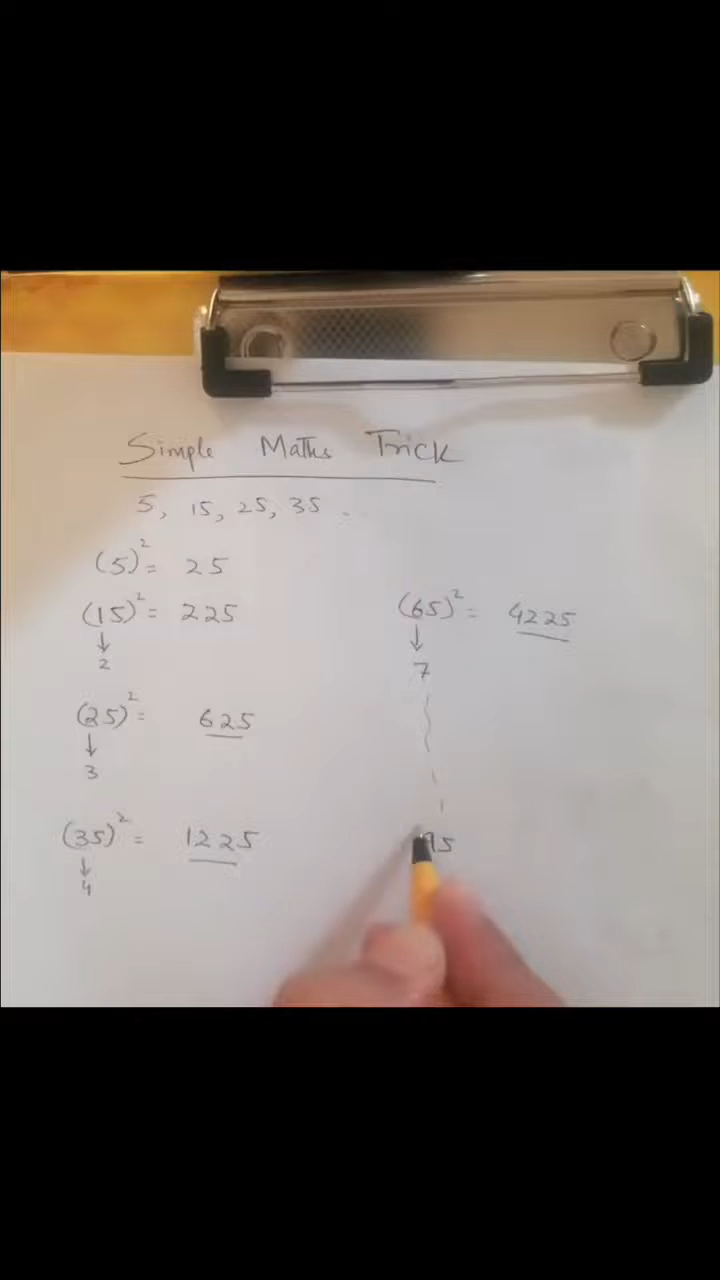 Simple Maths Trick
5, 15, 25, 35 ..
(5)² = 25
(15)² = 225
↓
2
(25)² = 625
↓
3
(35)² = 1225
↓
4
(65)² = 4225
↓
7
95